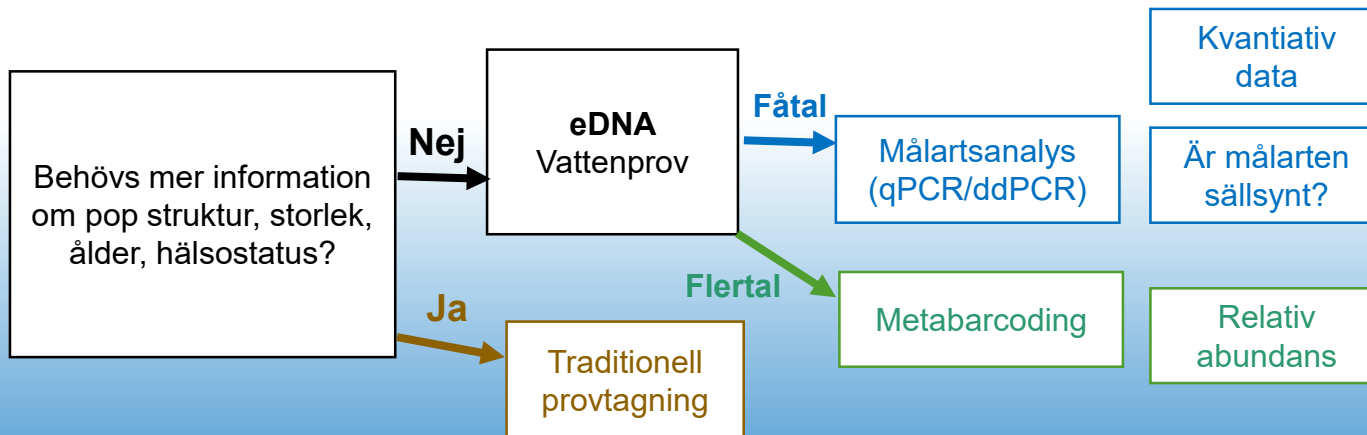 Behövs mer information
om pop struktur, storlek,
ålder, hälsostatus?
Nej
Ja
eDNA
Vattenprov
Traditionell
provtagning
Fåtal
Flertal
Målartsanalys
(qPCR/ddPCR)
Metabarcoding
Kvantiativ
data
Är målarten
sällsynt?
Relativ
abundans